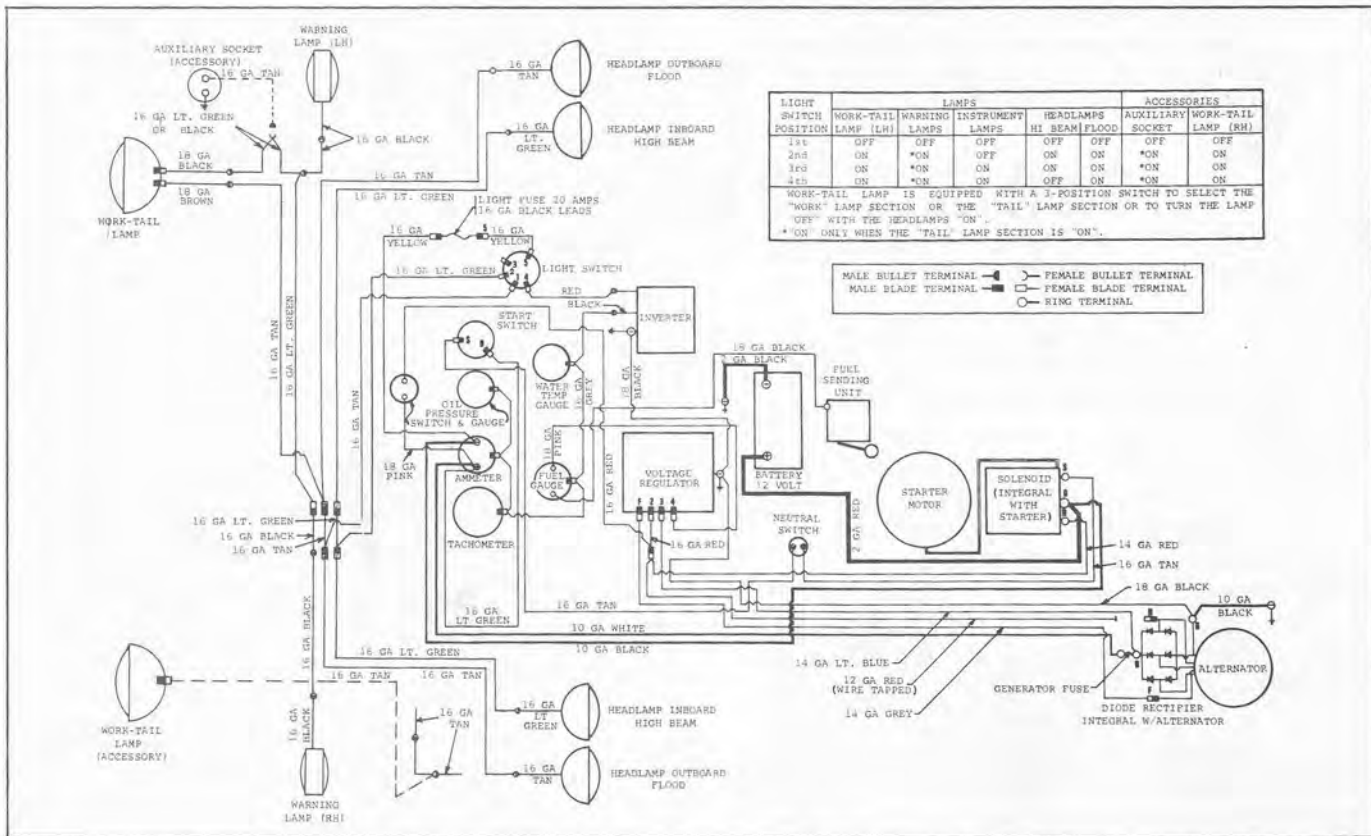 WARNING
LAMP (LH)
AUXILIARY SOCKET
(ACCESSORY)
16 GA TAN
16 GA LT. GREEN
OR BLACK
16 GA BLACK
18 GA
BLACK
18 GA
BROWN
WORK-TAIL
LAMP
16 GA
TAN
HEADLAMP OUTBOARD
FLOOD
16 GA
LT.
GREEN
HEADLAMP INBOARD
HIGH BEAM
16 GA TAN
16 GA LT. GREEN
LIGHT FUSE 20 AMPS
16 GA BLACK LEADS
16 GA
YELLOW
16 GA
YELLOW
16 GA LT. GREEN
LIGHT SWITCH
LIGHT
SWITCH
POSITION
LAMPS
ACCESSORIES
WORK-TAIL
LAMP (LH)
WARNING
LAMPS
INSTRUMENT
LAMPS
HEADLAMPS
HI BEAM FLOOD
AUXILIARY
SOCKET
WORK-TAIL
LAMP (RH)
1st OFF OFF OFF OFF OFF OFF OFF
2nd ON *ON OFF ON ON *ON ON
3rd ON *ON ON ON ON *ON ON
4th ON *ON ON OFF ON *ON ON
WORK-TAIL LAMP IS EQUIPPED WITH A 3-POSITION SWITCH TO SELECT THE
"WORK" LAMP SECTION OR THE "TAIL" LAMP SECTION OR TO TURN THE LAMP
"OFF" WITH THE HEADLAMPS "ON".
*"ON" ONLY WHEN THE "TAIL" LAMP SECTION IS "ON".
MALE BULLET TERMINAL
FEMALE BULLET TERMINAL
MALE BLADE TERMINAL
FEMALE BLADE TERMINAL
RING TERMINAL
RED
BLACK
INVERTER
START
SWITCH
WATER
TEMP
GAUGE
16 GA
GREY
18 GA
BLACK
OIL
PRESSURE
SWITCH & GAUGE
18 GA
PINK
AMMETER
TACHOMETER
18 GA
PINK
FUEL
GAUGE
16 GA RED
VOLTAGE
REGULATOR
F 2 3 4
16 GA RED
18 GA BLACK
2 GA BLACK
BATTERY
12 VOLT
2 GA RED
FUEL
SENDING
UNIT
STARTER
MOTOR
SOLENOID
(INTEGRAL
WITH
STARTER)
NEUTRAL
SWITCH
14 GA RED
16 GA TAN
18 GA BLACK
10 GA
BLACK
16 GA TAN
16 GA LT. GREEN
16 GA TAN
16 GA LT. GREEN
16 GA BLACK
16 GA TAN
16 GA
LT GREEN
16 GA TAN
10 GA WHITE
10 GA BLACK
14 GA LT. BLUE
12 GA RED
(WIRE TAPPED)
14 GA GREY
GENERATOR FUSE
ALTERNATOR
DIODE RECTIFIER
INTEGRAL W/ALTERNATOR
16 GA BLACK
16 GA LT. GREEN
16 GA TAN
16 GA TAN
WORK-TAIL
LAMP
(ACCESSORY)
16 GA
BLACK
16 GA
TAN
16 GA
LT
GREEN
HEADLAMP INBOARD
HIGH BEAM
16 GA
TAN
HEADLAMP OUTBOARD
FLOOD
WARNING
LAMP (RH)